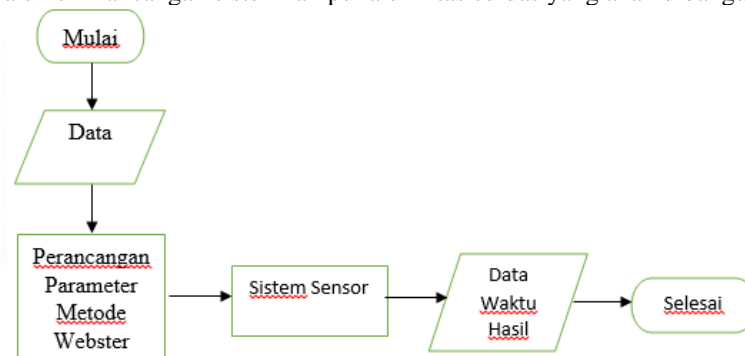 Mulai
Data
Perancangan
Parameter
Metode
Webster
Sistem Sensor
Data
Waktu
Hasil
Selesai